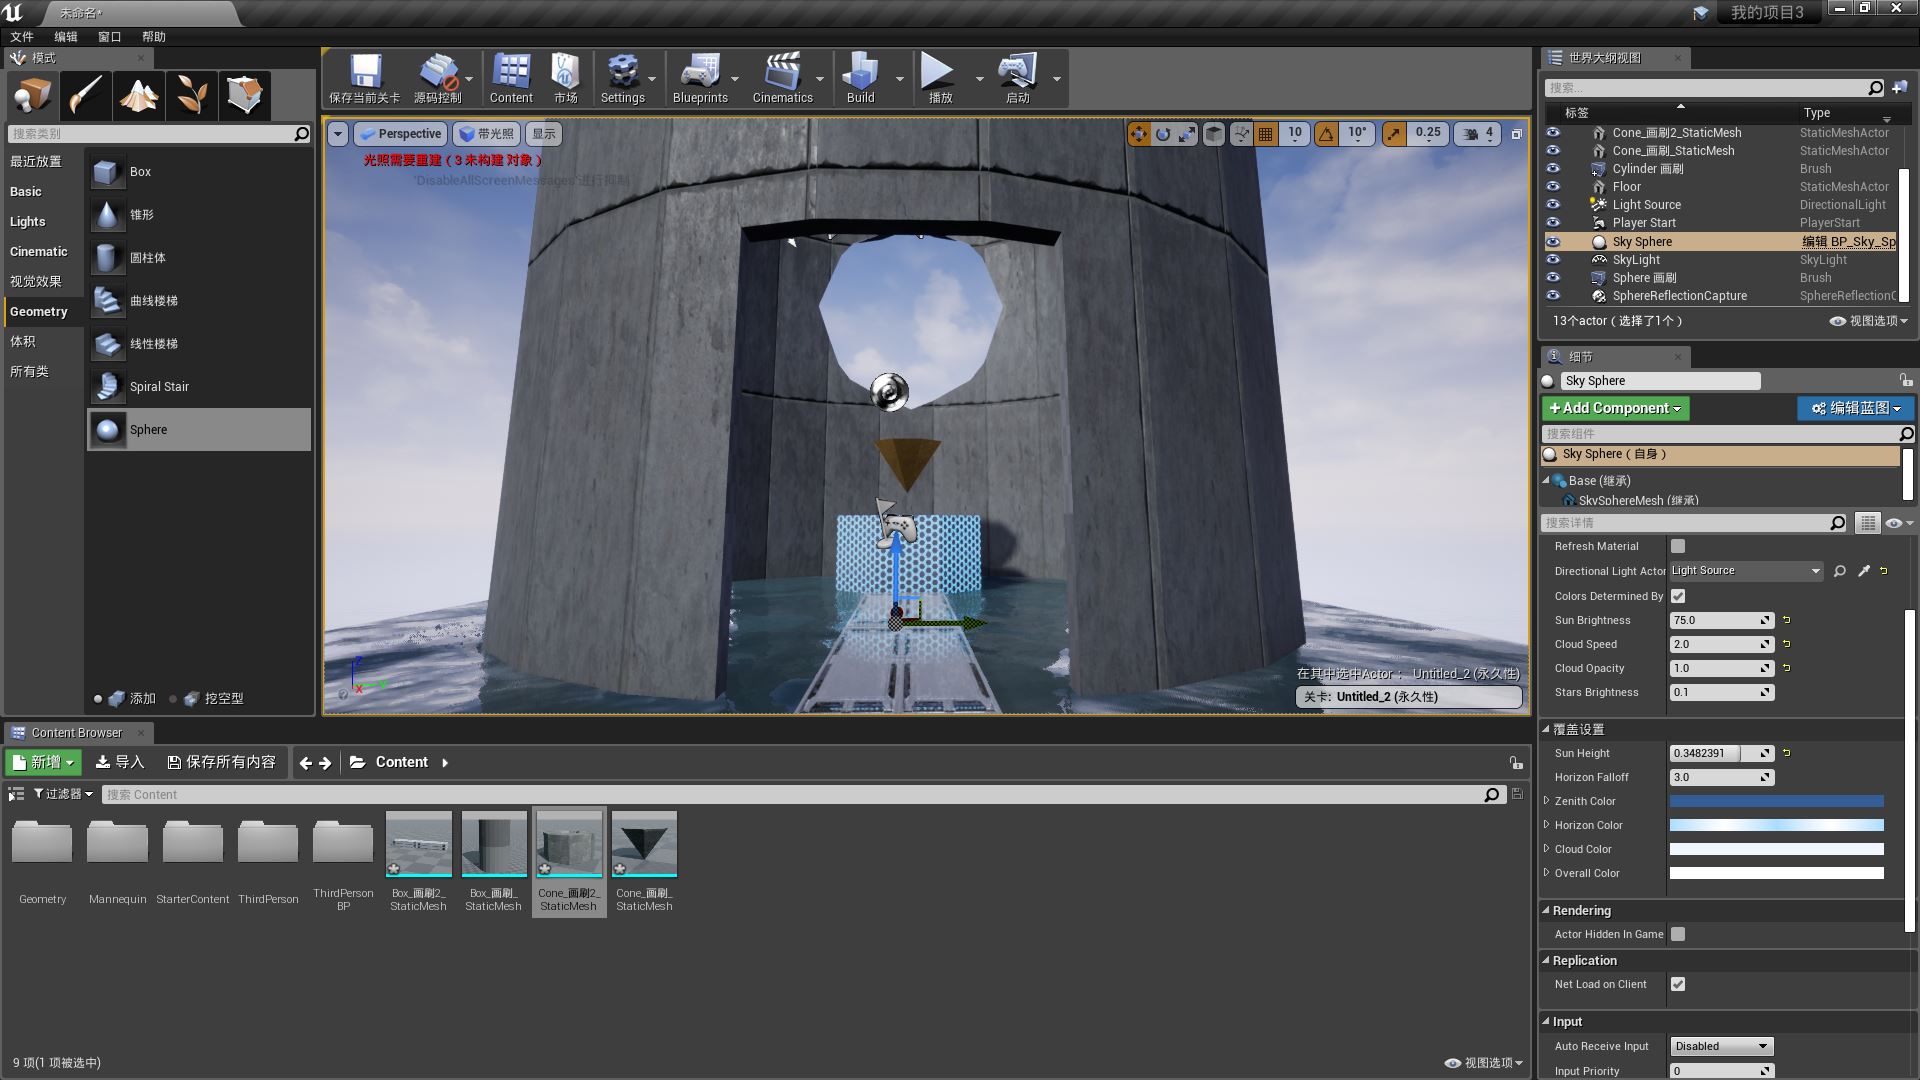 未命名*
我的项目3
文件 编辑 窗口 帮助
模式
搜索类别
最近放置
Basic
Lights
Cinematic
视觉效果
Geometry
体积
所有类
Box
锥形
圆柱体
曲线楼梯
线性楼梯
Spiral Stair
Sphere
添加 挖空型
保存当前关卡
源码控制
Content
市场
Settings
Blueprints
Cinematics
Build
播放
启动
Perspective 带光照 显示
10 10° 0.25 4
光照需要重建（3 未构建 对象）
'DisableAllScreenMessages'进行抑制
Z
X
在其中选中Actor： Untitled_2 (永久性)
关卡: Untitled_2 (永久性)
世界大纲视图
搜索...
标签 Type
Cone_画刷2_StaticMesh StaticMeshActor
Cone_画刷_StaticMesh StaticMeshActor
Cylinder 画刷 Brush
Floor StaticMeshActor
Light Source DirectionalLight
Player Start PlayerStart
Sky Sphere 编辑 BP_Sky_Sp
SkyLight SkyLight
Sphere 画刷 Brush
SphereReflectionCapture SphereReflectionC
13个actor（选择了1个） 视图选项
细节
Sky Sphere
+Add Component 编辑蓝图
搜索组件
Sky Sphere（自身）
Base (继承)
SkySphereMesh (继承)
搜索详情
Refresh Material
Directional Light Actor Light Source
Colors Determined By
Sun Brightness 75.0
Cloud Speed 2.0
Cloud Opacity 1.0
Stars Brightness 0.1
覆盖设置
Sun Height 0.3482391
Horizon Falloff 3.0
Zenith Color
Horizon Color
Cloud Color
Overall Color
Rendering
Actor Hidden In Game
Replication
Net Load on Client
Input
Auto Receive Input Disabled
Input Priority 0
Content Browser
新增 导入 保存所有内容 Content
过滤器 搜索 Content
Geometry
Mannequin
StarterContent
ThirdPerson
ThirdPerson
BP
Box_画刷2_
StaticMesh
Box_画刷_
StaticMesh
Cone_画刷2_
StaticMesh
Cone_画刷_
StaticMesh
9 项(1 项被选中) 视图选项